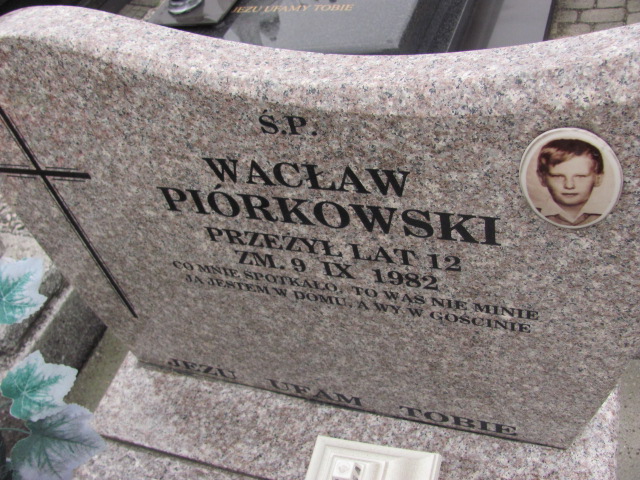 JEZU UFAMY TOBIE
Ś.P.
WACŁAW
PIÓRKOWSKI
PRZEŻYŁ LAT 12
ZM. 9 IX 1982
CO MNIE SPOTKAŁO, TO WAS NIE MINIE
JA JESTEM W DOMU, A WY W GOŚCINIE
JEZU UFAM TOBIE